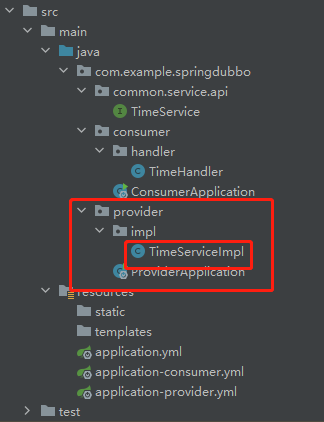 src
main
java
com.example.springdubbo
common.service.api
TimeService
consumer
handler
TimeHandler
ConsumerApplication
provider
impl
TimeServiceImpl
ProviderApplication
resources
static
templates
application.yml
application-consumer.yml
application-provider.yml
test